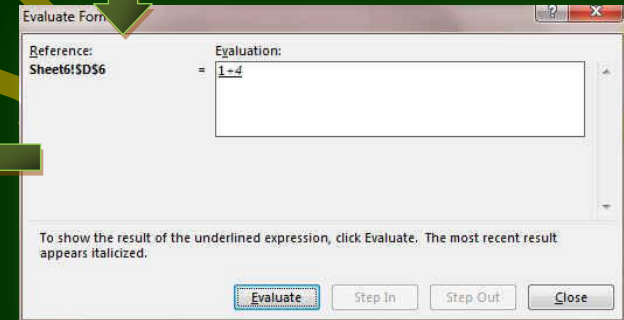 Evaluate Form
Reference:
Evaluation:
Sheet6!$D$6
=
1+4
To show the result of the underlined expression, click Evaluate. The most recent result
appears italicized.
Evaluate
Step In
Step Out
Close